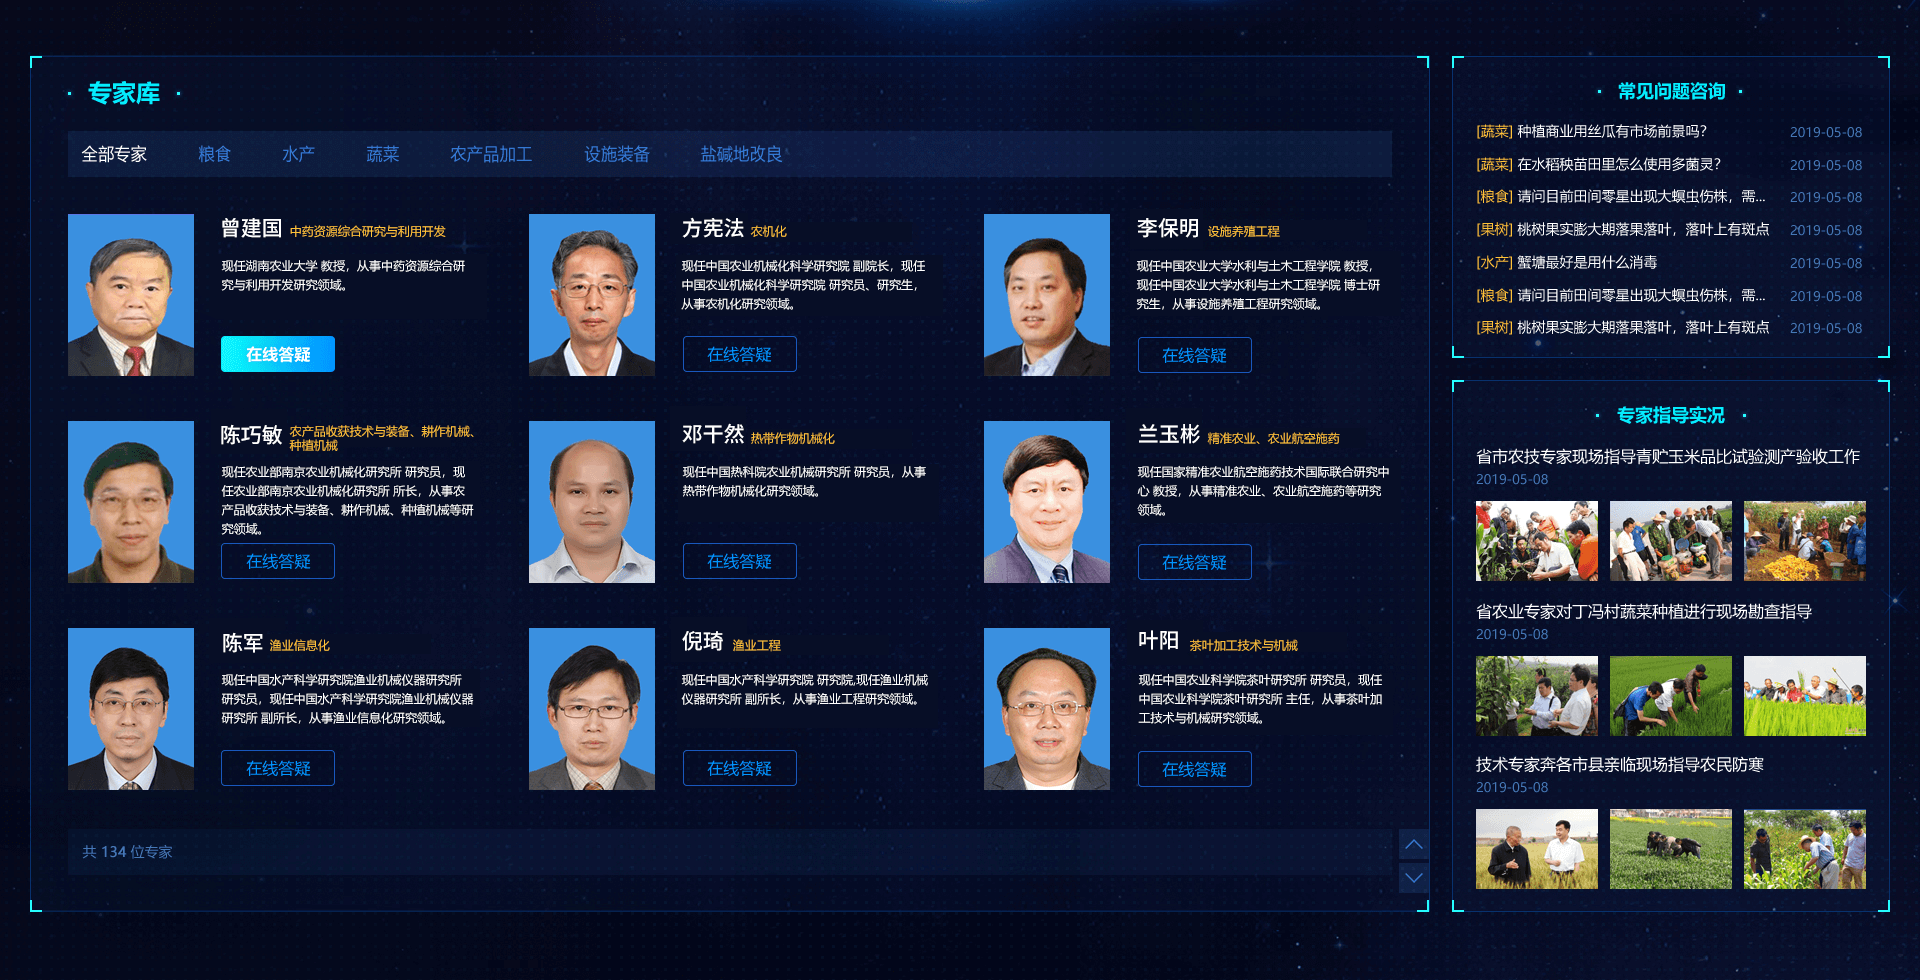 · 专家库 ·
全部专家 粮食 水产 蔬菜 农产品加工 设施装备 盐碱地改良
曾建国 中药资源综合研究与利用开发
现任湖南农业大学 教授，从事中药资源综合研
究与利用开发研究领域。
在线答疑
方宪法 农机化
现任中国农业机械化科学研究院 副院长，现任
中国农业机械化科学研究院 研究员、研究生，
从事农机化研究领域。
在线答疑
李保明 设施养殖工程
现任中国农业大学水利与土木工程学院 教授，
现任中国农业大学水利与土木工程学院 博士研
究生，从事设施养殖工程研究领域。
在线答疑
陈巧敏 农产品收获技术与装备、耕作机械、
种植机械
现任农业部南京农业机械化研究所 研究员，现
任农业部南京农业机械化研究所 所长，从事农
产品收获技术与装备、耕作机械、种植机械等研
究领域。
在线答疑
邓干然 热带作物机械化
现任中国热科院农业机械研究所 研究员，从事
热带作物机械化研究领域。
在线答疑
兰玉彬 精准农业、农业航空施药
现任国家精准农业航空施药技术国际联合研究中
心 教授，从事精准农业、农业航空施药等研究
领域。
在线答疑
陈军 渔业信息化
现任中国水产科学研究院渔业机械仪器研究所
研究员，现任中国水产科学研究院渔业机械仪器
研究所 副所长，从事渔业信息化研究领域。
在线答疑
倪琦 渔业工程
现任中国水产科学研究院 研究院,现任渔业机械
仪器研究所 副所长，从事渔业工程研究领域。
在线答疑
叶阳 茶叶加工技术与机械
现任中国农业科学院茶叶研究所 研究员，现任
中国农业科学院茶叶研究所 主任，从事茶叶加
工技术与机械研究领域。
在线答疑
共 134 位专家
· 常见问题咨询 ·
[蔬菜] 种植商业用丝瓜有市场前景吗? 2019-05-08
[蔬菜] 在水稻秧苗田里怎么使用多菌灵? 2019-05-08
[粮食] 请问目前田间零星出现大螟虫伤株，需... 2019-05-08
[果树] 桃树果实膨大期落果落叶，落叶上有斑点 2019-05-08
[水产] 蟹塘最好是用什么消毒 2019-05-08
[粮食] 请问目前田间零星出现大螟虫伤株，需... 2019-05-08
[果树] 桃树果实膨大期落果落叶，落叶上有斑点 2019-05-08
· 专家指导实况 ·
省市农技专家现场指导青贮玉米品比试验测产验收工作
2019-05-08
省农业专家对丁冯村蔬菜种植进行现场勘查指导
2019-05-08
技术专家奔各市县亲临现场指导农民防寒
2019-05-08